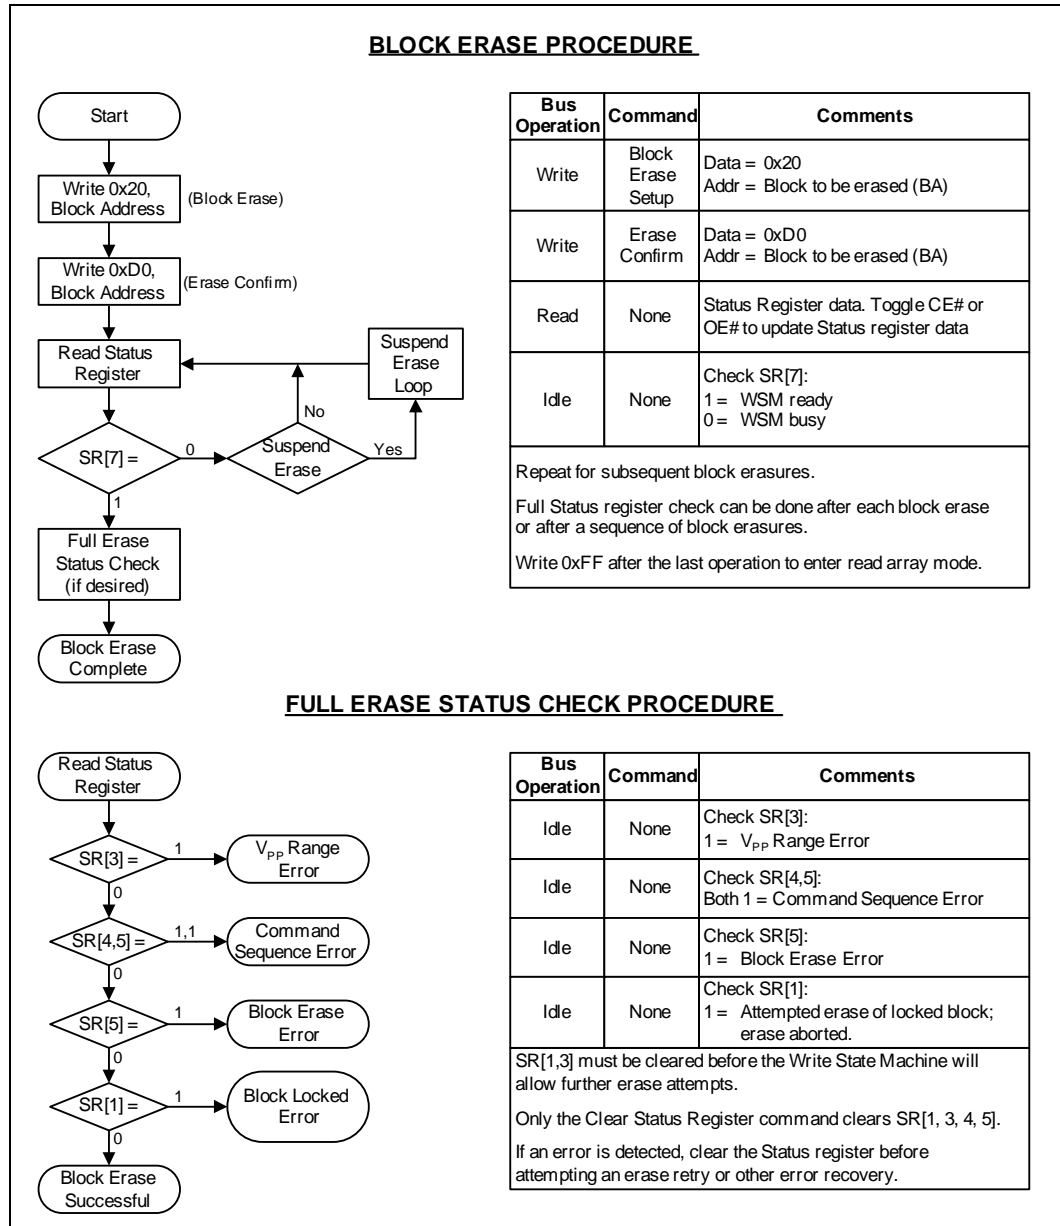 BLOCK ERASE PROCEDURE
Start
Write 0x20,
Block Address
(Block Erase)
Write 0xD0,
Block Address
(Erase Confirm)
Read Status
Register
Suspend
Erase
Loop
No
SR[7] =
0
Suspend
Erase
Yes
1
Full Erase
Status Check
(if desired)
Block Erase
Complete
Bus
Operation
Command
Comments
Write
Block
Erase
Setup
Data = 0x20
Addr = Block to be erased (BA)
Write
Erase
Confirm
Data = 0xD0
Addr = Block to be erased (BA)
Read
None
Status Register data. Toggle CE# or
OE# to update Status register data
Idle
None
Check SR[7]:
1 = WSM ready
0 = WSM busy
Repeat for subsequent block erasures.
Full Status register check can be done after each block erase
or after a sequence of block erasures.
Write 0xFF after the last operation to enter read array mode.
FULL ERASE STATUS CHECK PROCEDURE
Read Status
Register
SR[3] =
1
VPP Range
Error
0
SR[4,5] =
1,1
Command
Sequence Error
0
SR[5] =
1
Block Erase
Error
0
SR[1] =
1
Block Locked
Error
0
Block Erase
Successful
Bus
Operation
Command
Comments
Idle
None
Check SR[3]:
1 = VPP Range Error
Idle
None
Check SR[4,5]:
Both 1 = Command Sequence Error
Idle
None
Check SR[5]:
1 = Block Erase Error
Idle
None
Check SR[1]:
1 = Attempted erase of locked block;
erase aborted.
SR[1,3] must be cleared before the Write State Machine will
allow further erase attempts.
Only the Clear Status Register command clears SR[1, 3, 4, 5].
If an error is detected, clear the Status register before
attempting an erase retry or other error recovery.